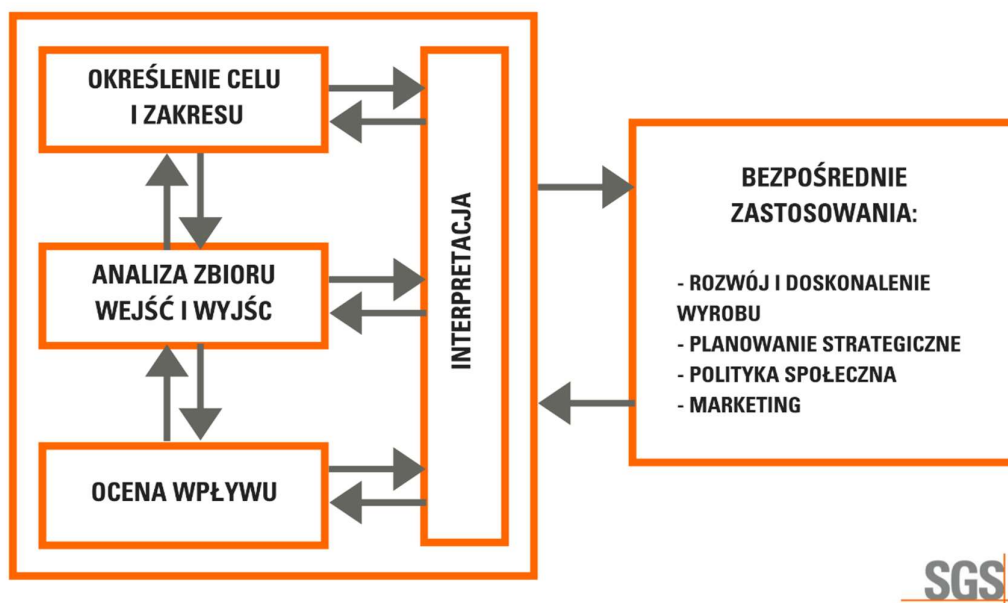 OKREŚLENIE CELU
I ZAKRESU
ANALIZA ZBIORU
WEJŚĆ I WYJŚC
OCENA WPŁYWU
INTERPRETACJA
BEZPOŚREDNIE
ZASTOSOWANIA:
- ROZWÓJ I DOSKONALENIE
WYROBU
- PLANOWANIE STRATEGICZNE
- POLITYKA SPOŁECZNA
- MARKETING
SGS